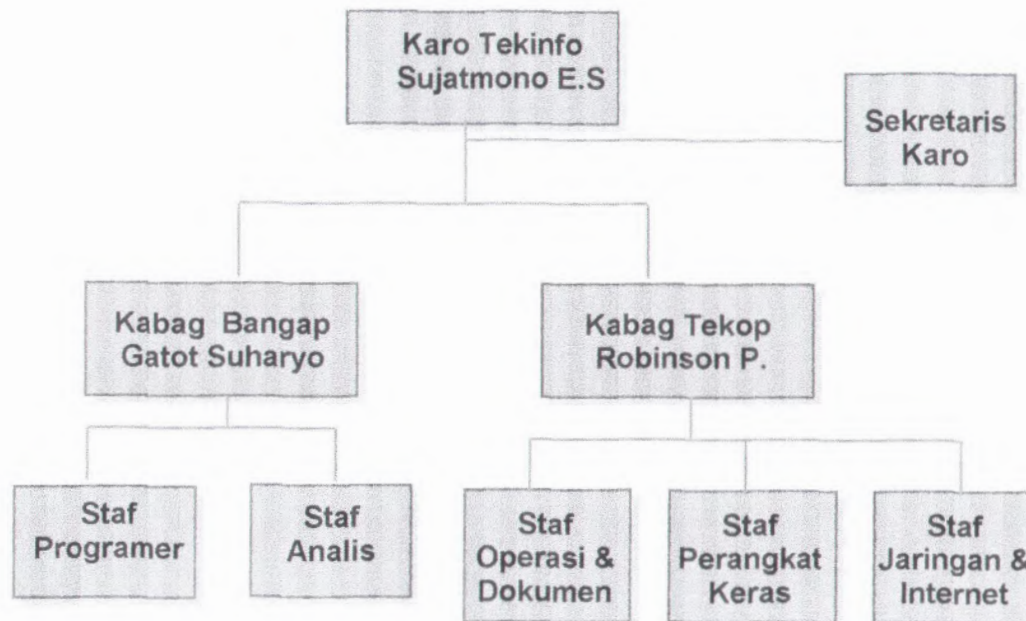 Karo Tekinfo
Sujatmono E.S
Sekretaris
Karo
Kabag Bangap
Gatot Suharyo
Kabag Tekop
Robinson P.
Staf
Programer
Staf
Analis
Staf
Operasi &
Dokumen
Staf
Perangkat
Keras
Staf
Jaringan &
Internet